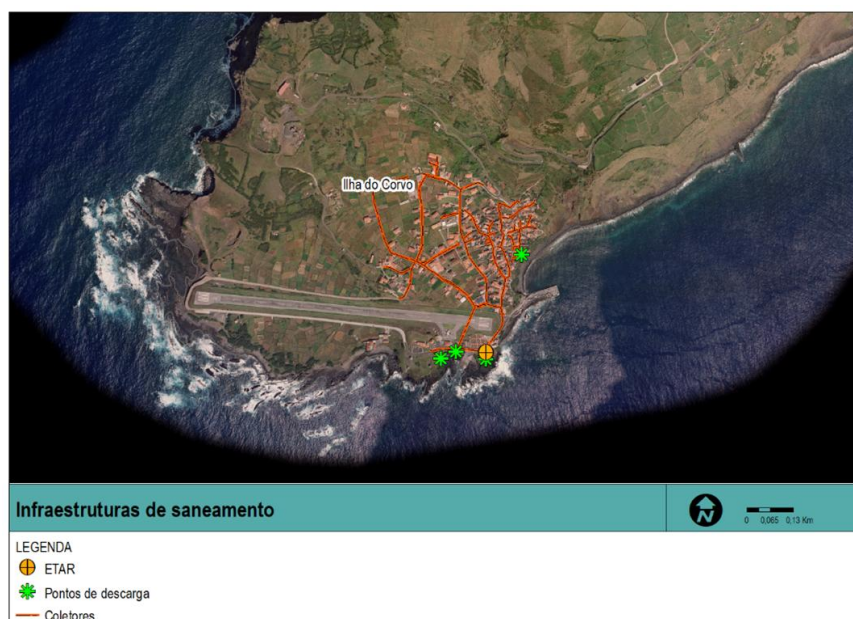 Ilha do Corvo
Infraestruturas de saneamento
N
0 0,065 0,13 Km
LEGENDA
ETAR
Pontos de descarga
Coletores